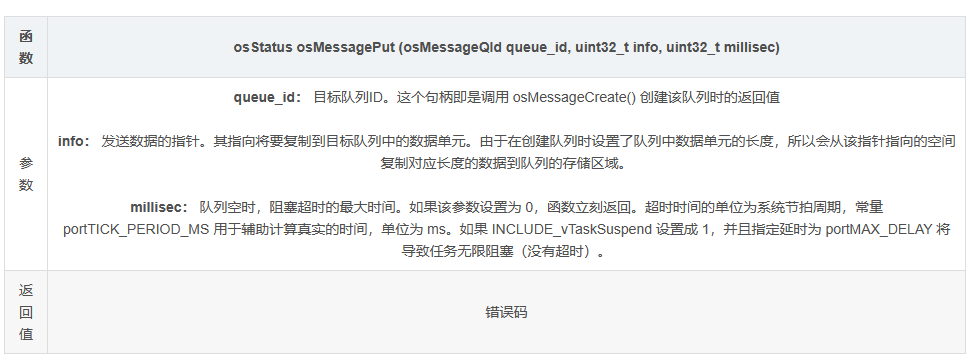 函
数
osStatus osMessagePut (osMessageQId queue_id, uint32_t info, uint32_t millisec)
queue_id： 目标队列ID。这个句柄即是调用 osMessageCreate() 创建该队列时的返回值
参
数
info： 发送数据的指针。其指向将要复制到目标队列中的数据单元。由于在创建队列时设置了队列中数据单元的长度，所以会从该指针指向的空间
复制对应长度的数据到队列的存储区域。
millisec： 队列空时，阻塞超时的最大时间。如果该参数设置为 0，函数立刻返回。超时时间的单位为系统节拍周期，常量
portTICK_PERIOD_MS 用于辅助计算真实的时间，单位为 ms。如果 INCLUDE_vTaskSuspend 设置成 1，并且指定延时为 portMAX_DELAY 将
导致任务无限阻塞（没有超时）。
返
回
值
错误码